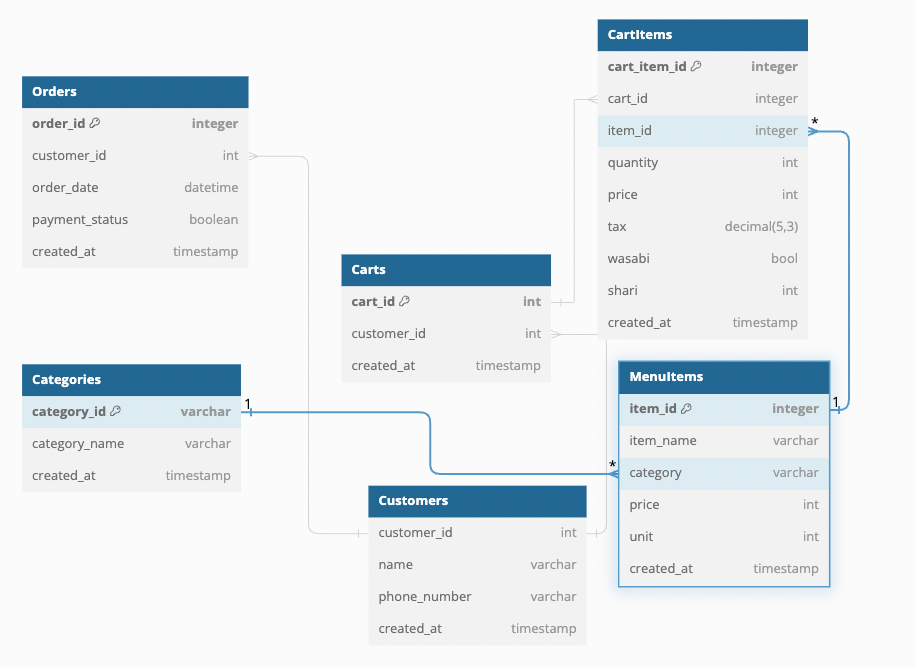 CartItems
cart_item_id integer
cart_id integer
item_id integer
*
quantity int
price int
tax decimal(5,3)
wasabi bool
shari int
created_at timestamp
Orders
order_id integer
customer_id int
order_date datetime
payment_status boolean
created_at timestamp
Carts
cart_id int
customer_id int
created_at timestamp
Categories
category_id varchar
1
category_name varchar
created_at timestamp
MenuItems
item_id integer
1
item_name varchar
*
category varchar
price int
unit int
created_at timestamp
Customers
customer_id int
name varchar
phone_number varchar
created_at timestamp